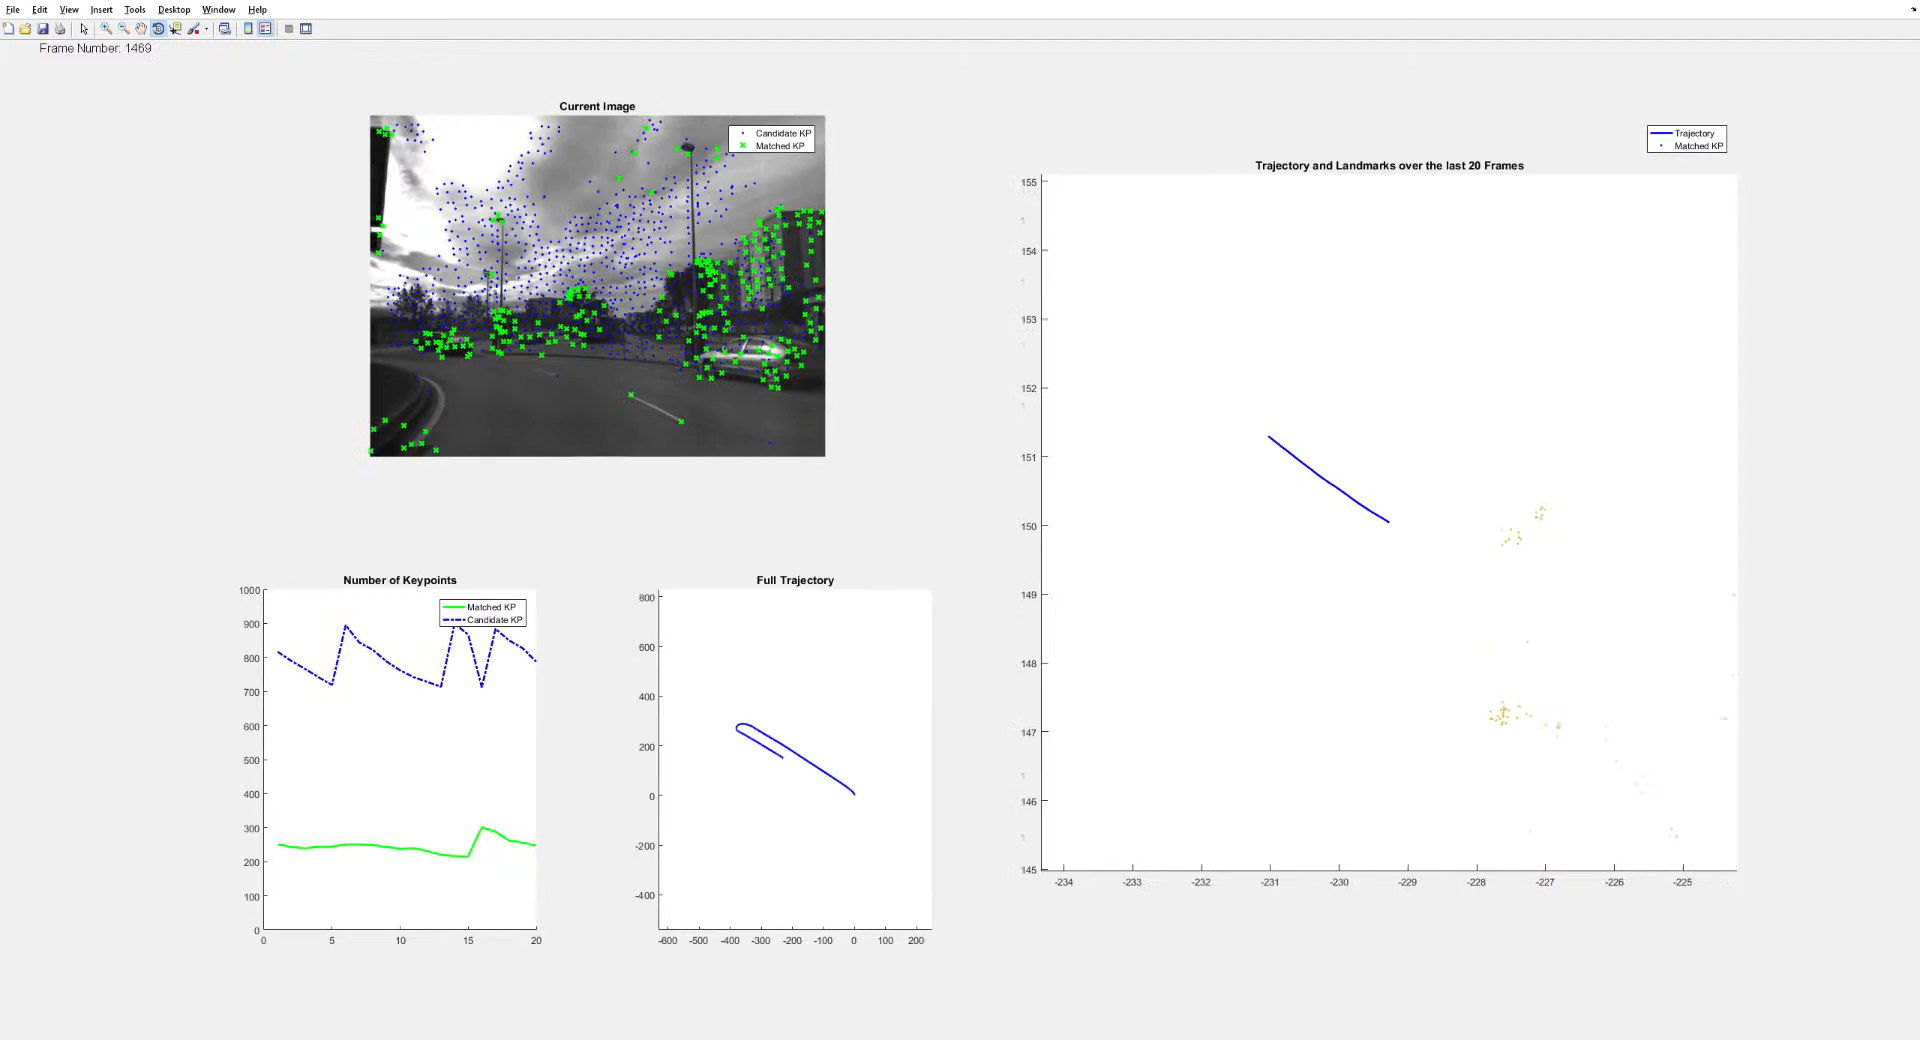 File Edit View Insert Tools Desktop Window Help
Frame Number: 1469
Current Image
Candidate KP
Matched KP
Trajectory
Matched KP
Trajectory and Landmarks over the last 20 Frames
155
154
153
152
151
150
149
148
147
146
145
-234 -233 -232 -231 -230 -229 -228 -227 -226 -225
Number of Keypoints
Matched KP
Candidate KP
1000
900
800
700
600
500
400
300
200
100
0
0 5 10 15 20
Full Trajectory
800
600
400
200
0
-200
-400
-600 -500 -400 -300 -200 -100 0 100 200